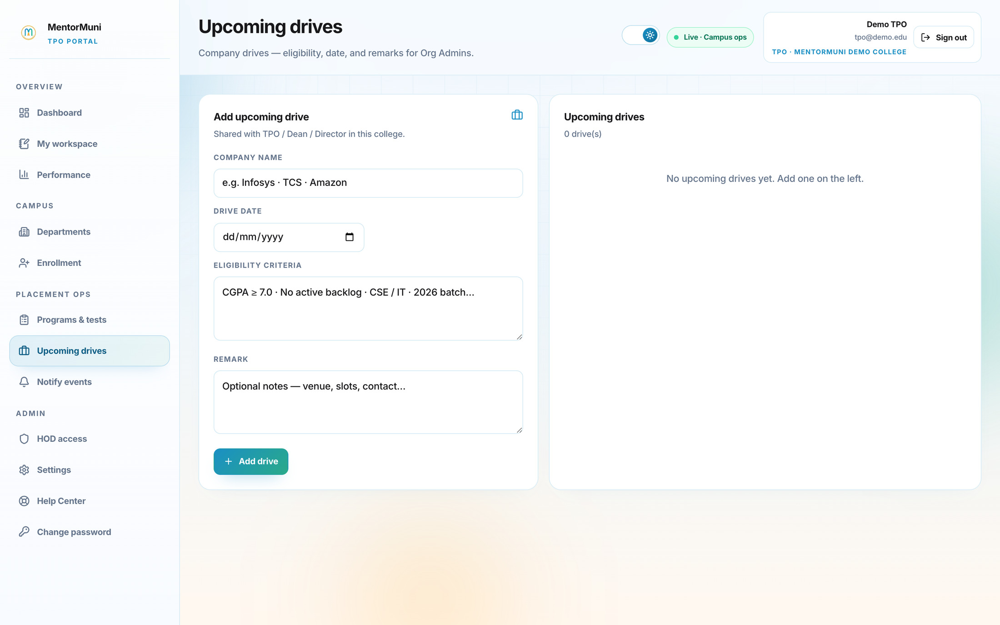 MentorMuni
TPO PORTAL
OVERVIEW
Dashboard
My workspace
Performance
CAMPUS
Departments
Enrollment
PLACEMENT OPS
Programs & tests
Upcoming drives
Notify events
ADMIN
HOD access
Settings
Help Center
Change password
Upcoming drives
Company drives — eligibility, date, and remarks for Org Admins.
Live · Campus ops
Demo TPO
tpo@demo.edu
TPO · MENTORMUNI DEMO COLLEGE
Sign out
Add upcoming drive
Shared with TPO / Dean / Director in this college.
COMPANY NAME
e.g. Infosys · TCS · Amazon
DRIVE DATE
dd/mm/yyyy
ELIGIBILITY CRITERIA
CGPA ≥ 7.0 · No active backlog · CSE / IT · 2026 batch...
REMARK
Optional notes — venue, slots, contact...
Add drive
Upcoming drives
0 drive(s)
No upcoming drives yet. Add one on the left.